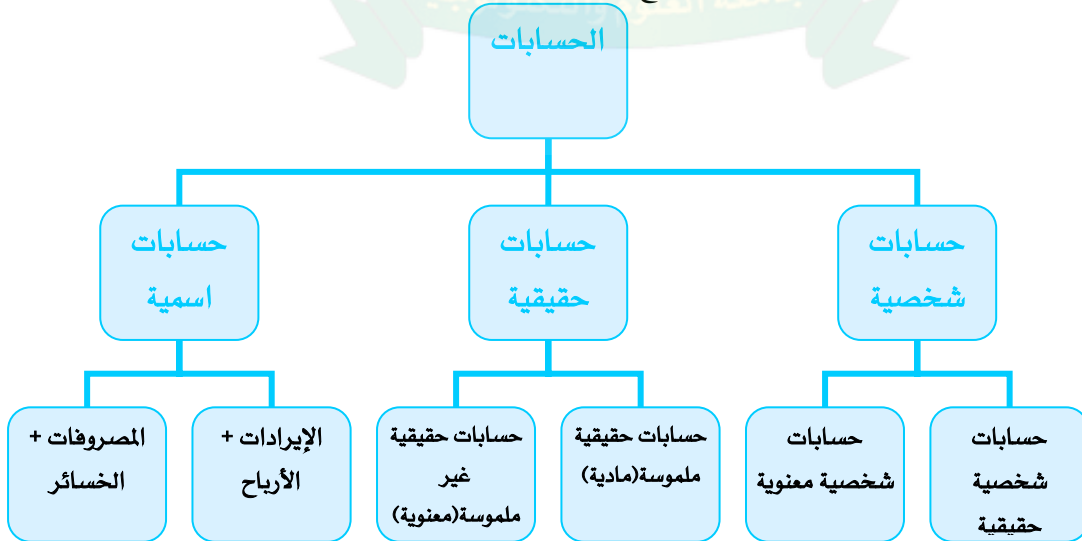 الحسابات
حسابات
شخصية
حسابات
حقيقية
حسابات
اسمية
حسابات
شخصية
حقيقية
حسابات
شخصية معنوية
حسابات حقيقية
ملموسة(مادية)
حسابات حقيقية
غير
ملموسة(معنوية)
الإيرادات +
الأرباح
المصروفات +
الخسائر